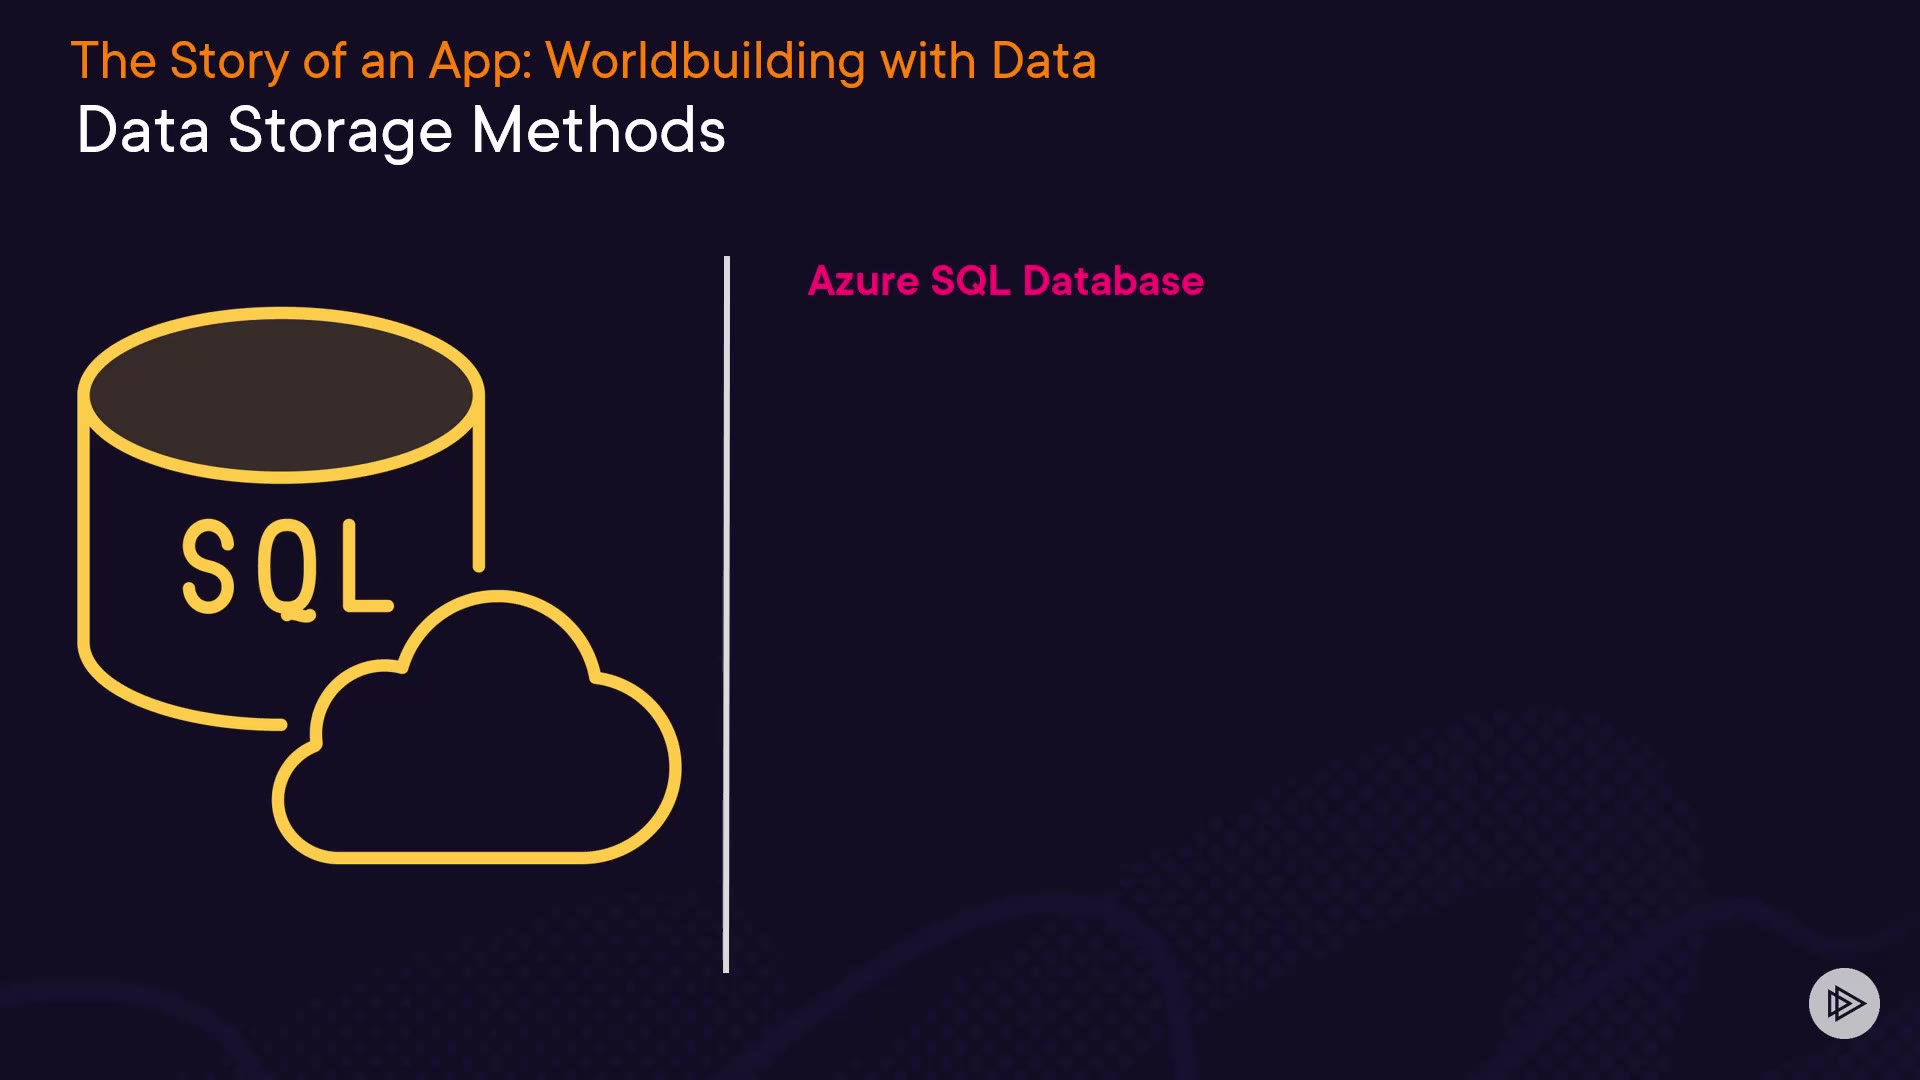 The Story of an App: Worldbuilding with Data
Data Storage Methods
Azure SQL Database
SQL